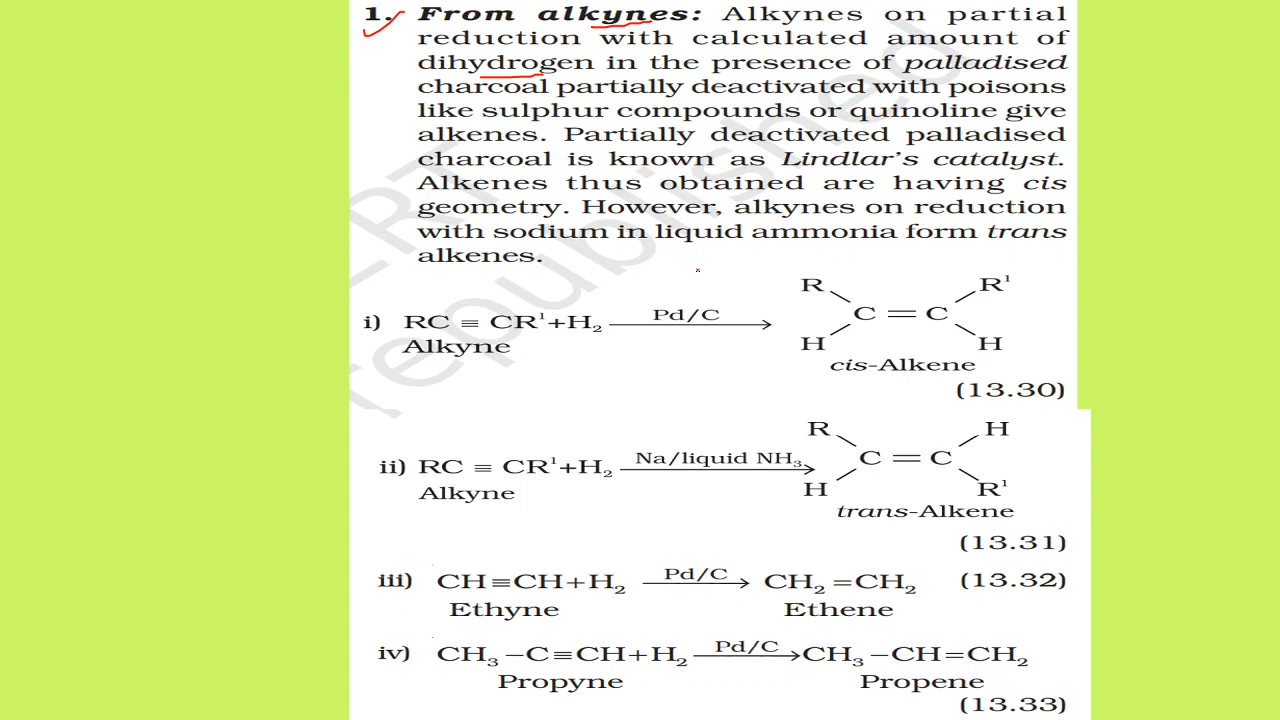 1. From alkynes: Alkynes on partial
reduction with calculated amount of
dihydrogen in the presence of palladised
charcoal partially deactivated with poisons
like sulphur compounds or quinoline give
alkenes. Partially deactivated palladised
charcoal is known as Lindlar's catalyst.
Alkenes thus obtained are having cis
geometry. However, alkynes on reduction
with sodium in liquid ammonia form trans
alkenes.
R R¹
i) RC ≡ CR¹+H₂ Pd/C C = C
Alkyne H H
cis-Alkene
(13.30)
R H
ii) RC ≡ CR¹+H₂ Na/liquid NH₃ C = C
Alkyne H R¹
trans-Alkene
(13.31)
iii) CH≡CH+H₂ Pd/C CH₂=CH₂ (13.32)
Ethyne Ethene
iv) CH₃–C≡CH+H₂ Pd/C CH₃–CH=CH₂
Propyne Propene
(13.33)
republished